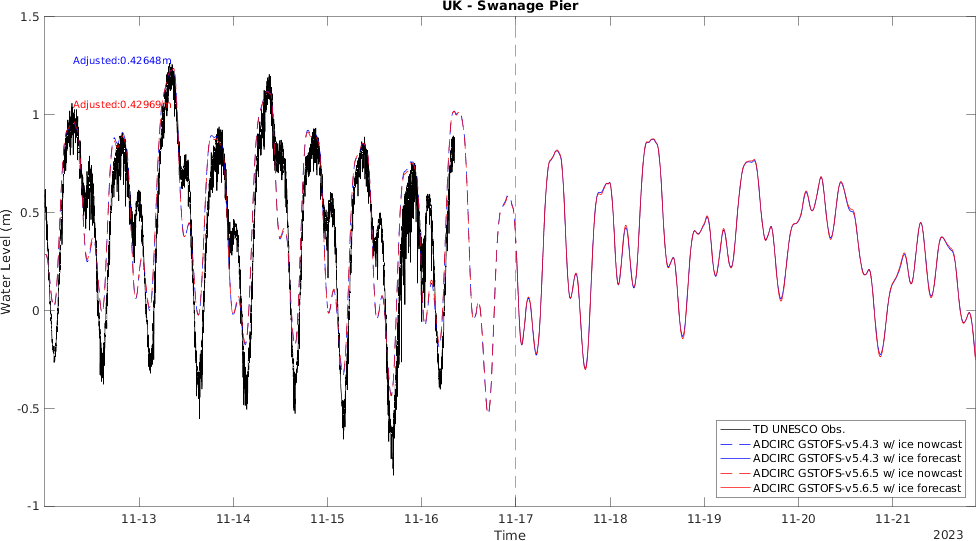 UK - Swanage Pier
1.5
1
0.5
0
-0.5
-1
Water Level (m)
Adjusted:0.42648m
Adjusted:0.42969m
TD UNESCO Obs.
ADCIRC GSTOFS-v5.4.3 w/ ice nowcast
ADCIRC GSTOFS-v5.4.3 w/ ice forecast
ADCIRC GSTOFS-v5.6.5 w/ ice nowcast
ADCIRC GSTOFS-v5.6.5 w/ ice forecast
11-13 11-14 11-15 11-16 11-17 11-18 11-19 11-20 11-21
Time
2023